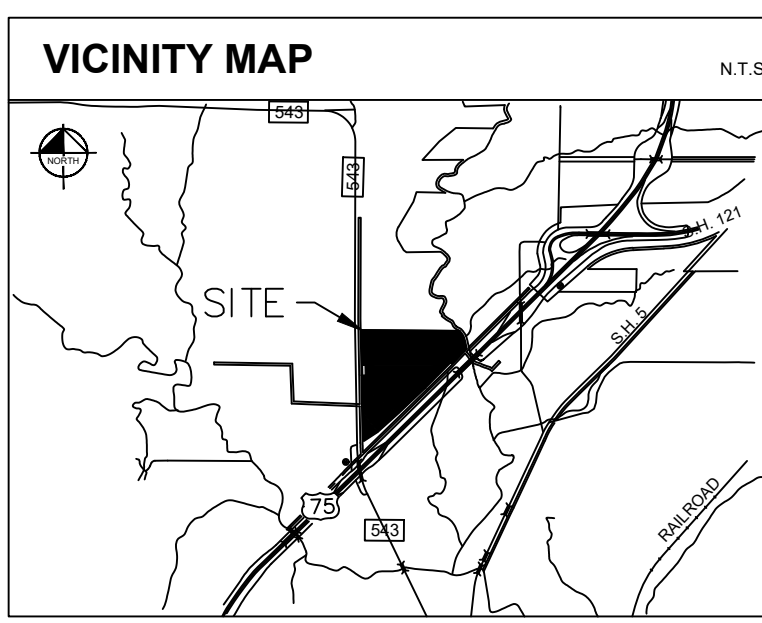 VICINITY MAP
N.T.S
543
NORTH
543
S.H. 121
SITE
S.H. 5
75
543
RAILROAD